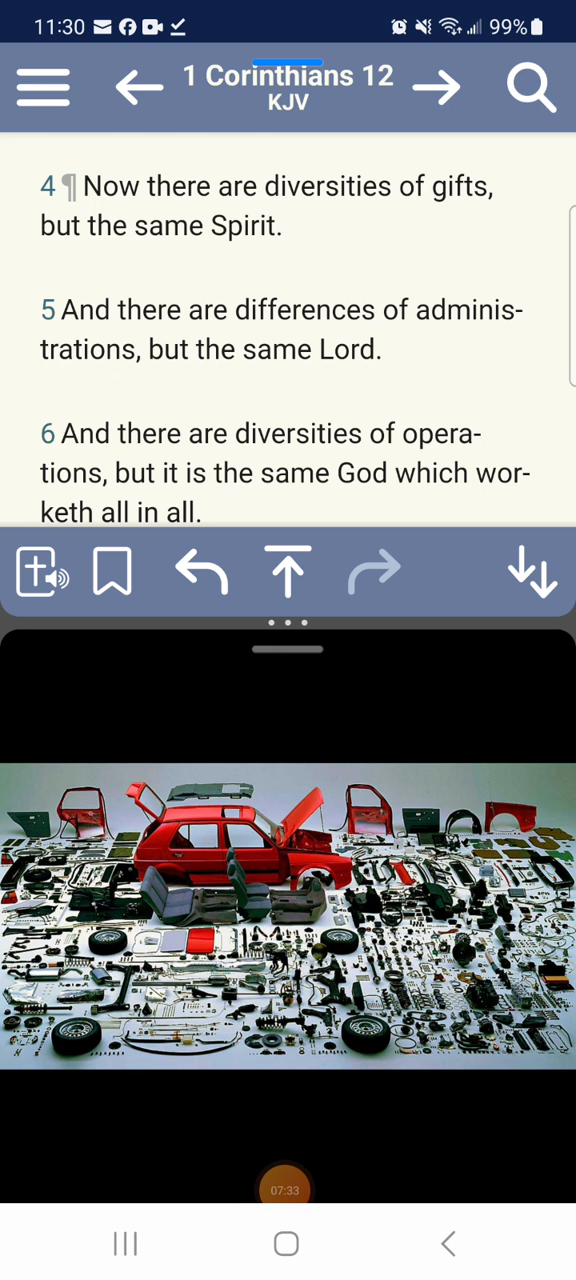 11:30 99%
1 Corinthians 12
KJV
4 ¶ Now there are diversities of gifts,
but the same Spirit.
5 And there are differences of adminis-
trations, but the same Lord.
6 And there are diversities of opera-
tions, but it is the same God which wor-
keth all in all.
07:33